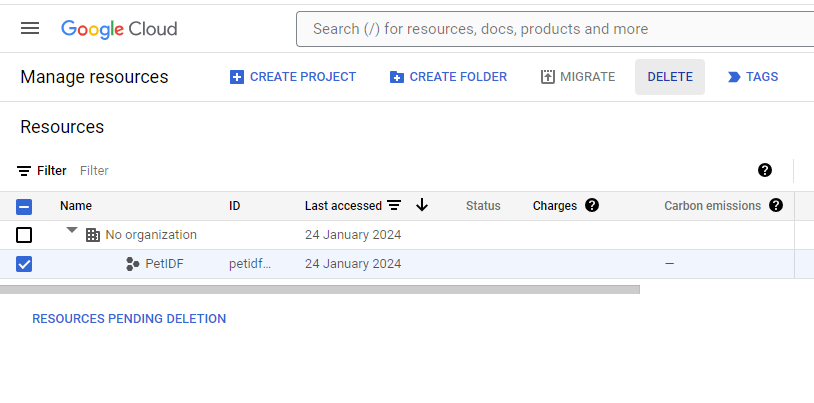 Google Cloud
Search (/) for resources, docs, products and more
Manage resources
CREATE PROJECT
CREATE FOLDER
MIGRATE
DELETE
TAGS
Resources
Filter Filter
Name ID Last accessed Status Charges Carbon emissions
No organization 24 January 2024
PetIDF petidf… 24 January 2024 —
RESOURCES PENDING DELETION